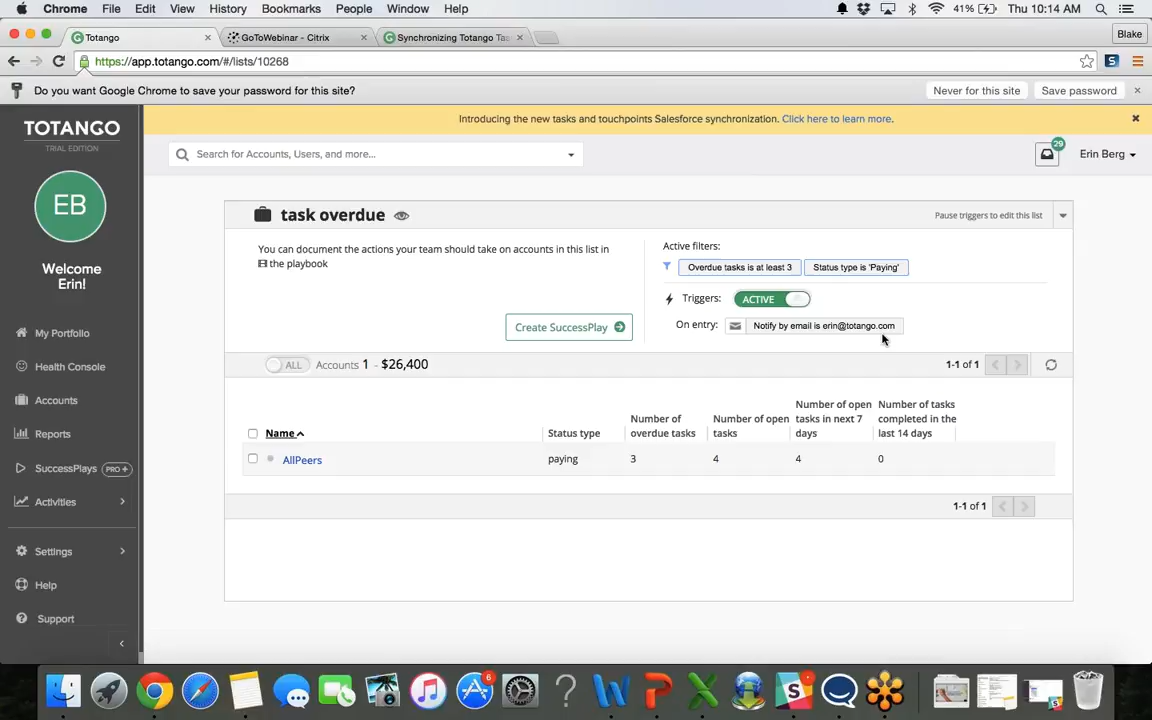 Chrome File Edit View History Bookmarks People Window Help 41% Thu 10:14 AM
Totango × GoToWebinar - Citrix × Synchronizing Totango Tas × Blake
https://app.totango.com/#/lists/10268
Do you want Google Chrome to save your password for this site? Never for this site Save password ×
Introducing the new tasks and touchpoints Salesforce synchronization. Click here to learn more. ×
TOTANGO
TRIAL EDITION
Search for Accounts, Users, and more...
29
Erin Berg
EB
Welcome
Erin!
My Portfolio
Health Console
Accounts
Reports
SuccessPlays PRO +
Activities
Settings
Help
Support
task overdue
Pause triggers to edit this list
You can document the actions your team should take on accounts in this list in
the playbook
Create SuccessPlay
Active filters:
Overdue tasks is at least 3 Status type is 'Paying'
Triggers: ACTIVE
On entry: Notify by email is erin@totango.com
ALL Accounts 1 - $26,400 1-1 of 1
Name
Status type
Number of
overdue tasks
Number of open
tasks
Number of open
tasks in next 7
days
Number of tasks
completed in the
last 14 days
AllPeers paying 3 4 4 0
1-1 of 1
6